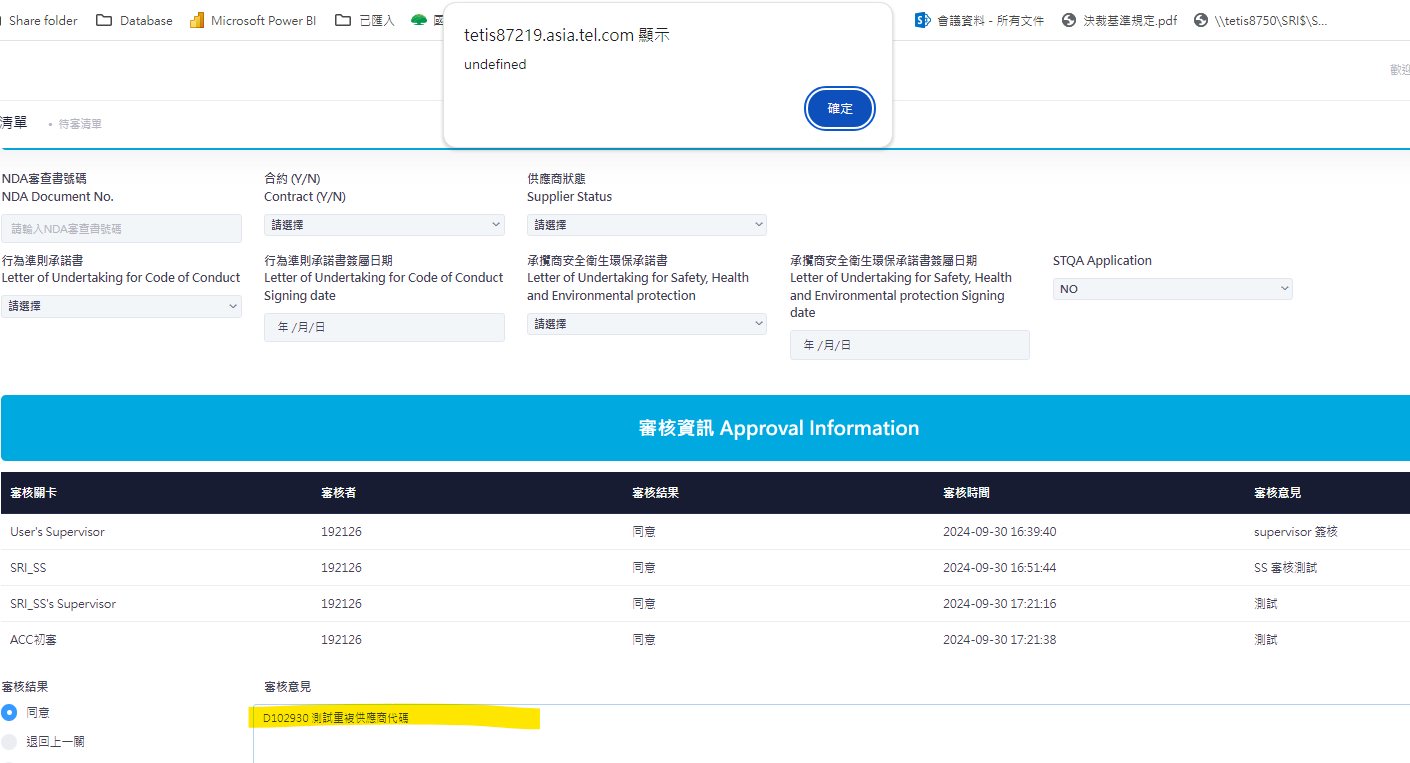 Share folder
Database
Microsoft Power BI
已匯入
會議資料 - 所有文件
決裁基準規定.pdf
\\tetis8750\SRI$\S...
tetis87219.asia.tel.com 顯示
undefined
確定
歡迎
清單
• 待審清單
NDA審查書號碼
NDA Document No.
請輸入NDA審查書號碼
合約 (Y/N)
Contract (Y/N)
請選擇
供應商狀態
Supplier Status
請選擇
行為準則承諾書
Letter of Undertaking for Code of Conduct
請選擇
行為準則承諾書簽屬日期
Letter of Undertaking for Code of Conduct
Signing date
年 /月/日
承攬商安全衛生環保承諾書
Letter of Undertaking for Safety, Health
and Environmental protection
請選擇
承攬商安全衛生環保承諾書簽屬日期
Letter of Undertaking for Safety, Health
and Environmental protection Signing
date
年 /月/日
STQA Application
NO
審核資訊 Approval Information
審核關卡 審核者 審核結果 審核時間 審核意見
User's Supervisor 192126 同意 2024-09-30 16:39:40 supervisor 簽核
SRI_SS 192126 同意 2024-09-30 16:51:44 SS 審核測試
SRI_SS's Supervisor 192126 同意 2024-09-30 17:21:16 測試
ACC初審 192126 同意 2024-09-30 17:21:38 測試
審核結果
同意
退回上一關
審核意見
D102930 測試重複供應商代碼